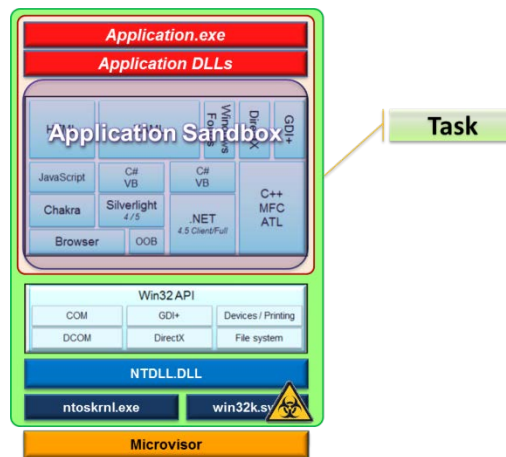 Application.exe
Application DLLs
Application Sandbox
Windows
DirectX
GDI+
JavaScript
C#
VB
C#
VB
C++
MFC
ATL
Chakra
Silverlight
4/5
.NET
4.5 Client/Full
Browser
OOB
Win32 API
COM
GDI+
Devices / Printing
DCOM
DirectX
File system
NTDLL.DLL
ntoskrnl.exe
Microvisor
Task